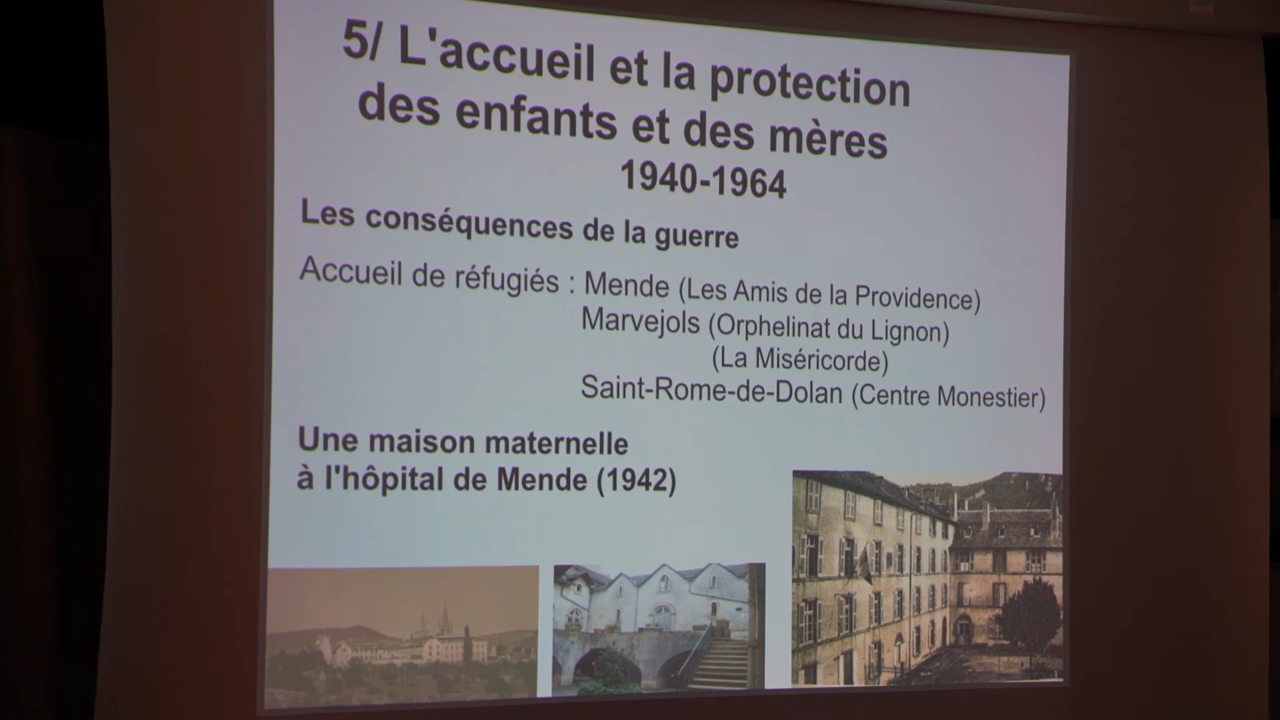 5/ L'accueil et la protection
des enfants et des mères
1940-1964
Les conséquences de la guerre
Accueil de réfugiés : Mende (Les Amis de la Providence)
Marvejols (Orphelinat du Lignon)
(La Miséricorde)
Saint-Rome-de-Dolan (Centre Monestier)
Une maison maternelle
à l'hôpital de Mende (1942)